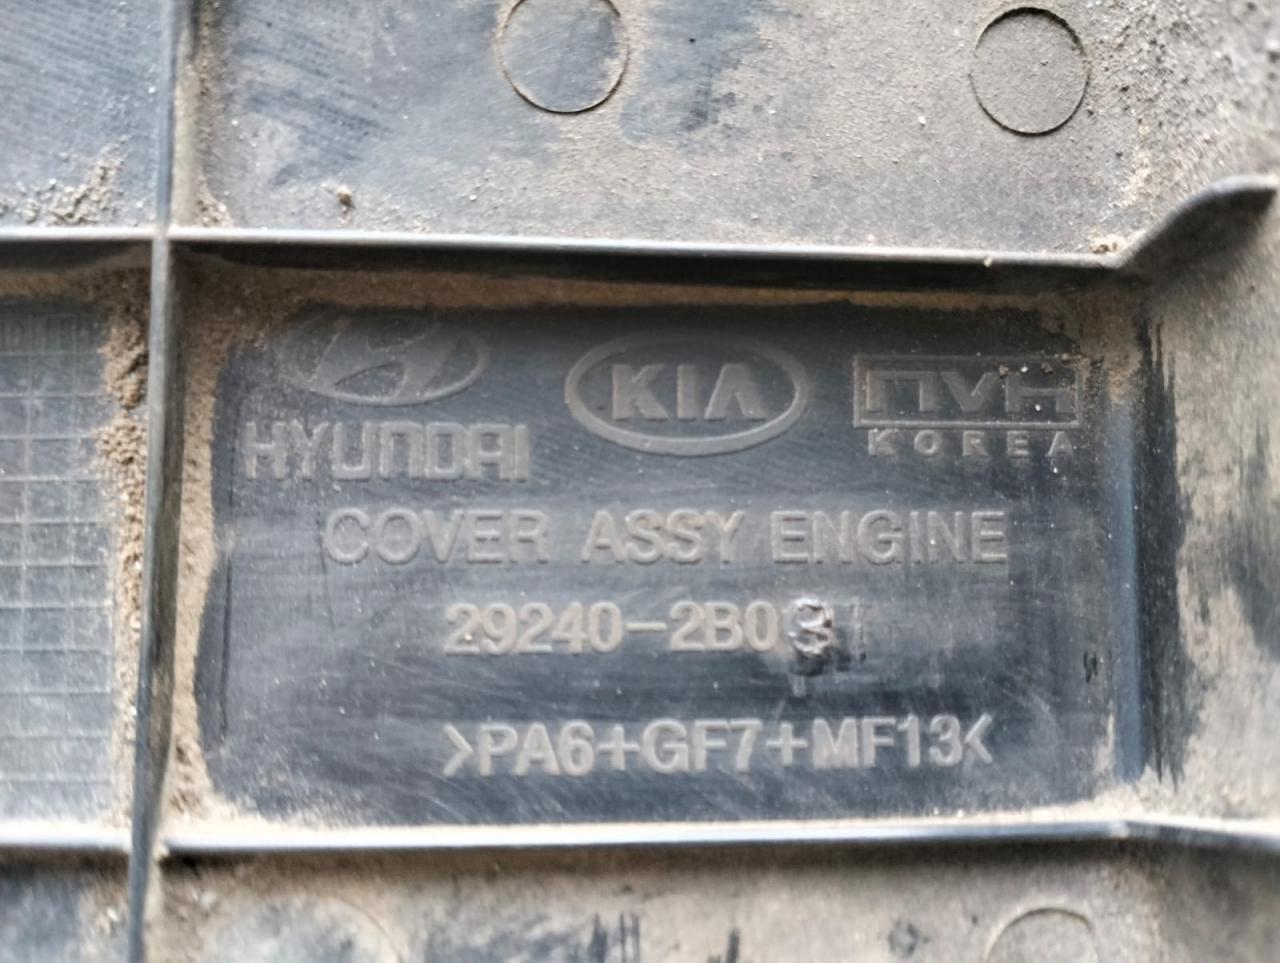 HYUNDAI
KIA
NVH
KOREA
COVER ASSY ENGINE
29240-2B0
>PA6+GF7+MF13<